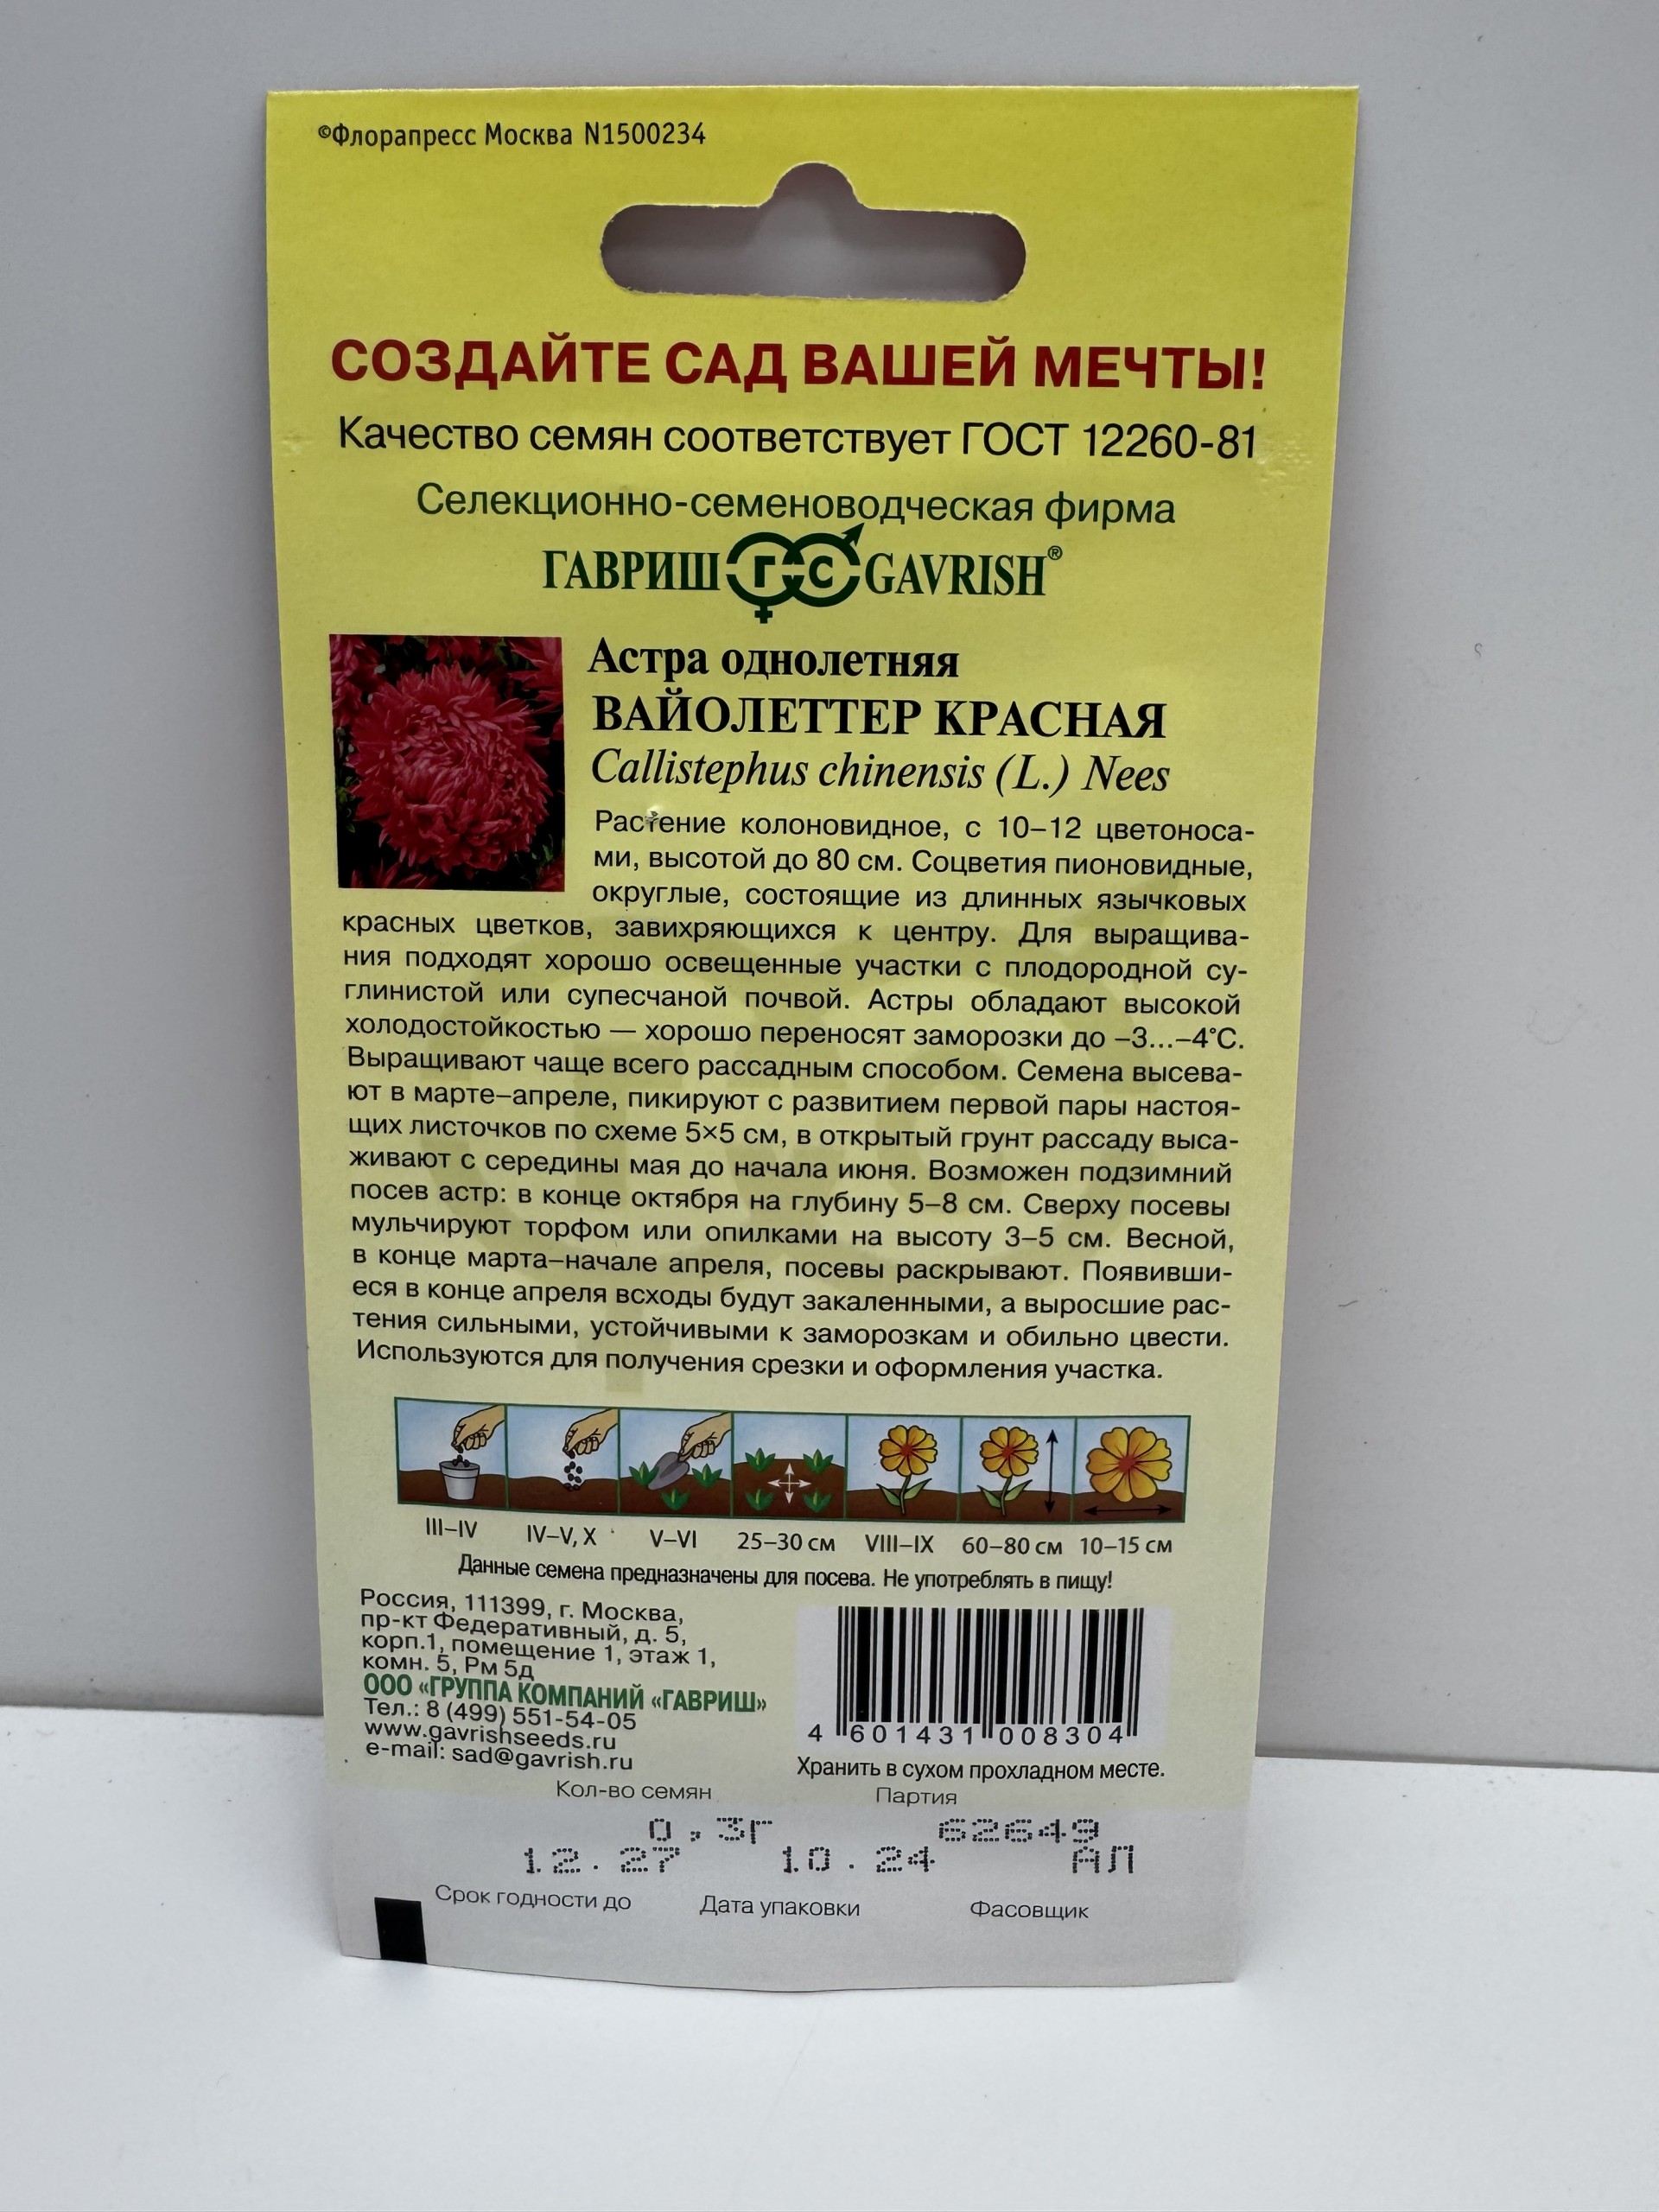 ©Флорапресс Москва N1500234
СОЗДАЙТЕ САД ВАШЕЙ МЕЧТЫ!
Качество семян соответствует ГОСТ 12260-81
Селекционно-семеноводческая фирма
ГАВРИШ ГС GAVRISH®
Астра однолетняя
ВАЙОЛЕТТЕР КРАСНАЯ
Callistephus chinensis (L.) Nees
Растение колоновидное, с 10–12 цветоноса-
ми, высотой до 80 см. Соцветия пионовидные,
округлые, состоящие из длинных язычковых
красных цветков, завихряющихся к центру. Для выращива-
ния подходят хорошо освещенные участки с плодородной су-
глинистой или супесчаной почвой. Астры обладают высокой
холодостойкостью — хорошо переносят заморозки до –3...–4°С.
Выращивают чаще всего рассадным способом. Семена высева-
ют в марте–апреле, пикируют с развитием первой пары настоя-
щих листочков по схеме 5×5 см, в открытый грунт рассаду выса-
живают с середины мая до начала июня. Возможен подзимний
посев астр: в конце октября на глубину 5–8 см. Сверху посевы
мульчируют торфом или опилками на высоту 3–5 см. Весной,
в конце марта–начале апреля, посевы раскрывают. Появивши-
еся в конце апреля всходы будут закаленными, а выросшие рас-
тения сильными, устойчивыми к заморозкам и обильно цвести.
Используются для получения срезки и оформления участка.
III–IV IV–V, X V–VI 25–30 см VIII–IX 60–80 см 10–15 см
Данные семена предназначены для посева. Не употреблять в пищу!
Россия, 111399, г. Москва,
пр-кт Федеративный, д. 5,
корп.1, помещение 1, этаж 1,
комн. 5, Рм 5д
ООО «ГРУППА КОМПАНИЙ «ГАВРИШ»
Тел.: 8 (499) 551-54-05
www.gavrishseeds.ru
e-mail: sad@gavrish.ru
4 601431 008304
Хранить в сухом прохладном месте.
Кол-во семян Партия
0,3г 62649
12.27 10.24 АЛ
Срок годности до Дата упаковки Фасовщик